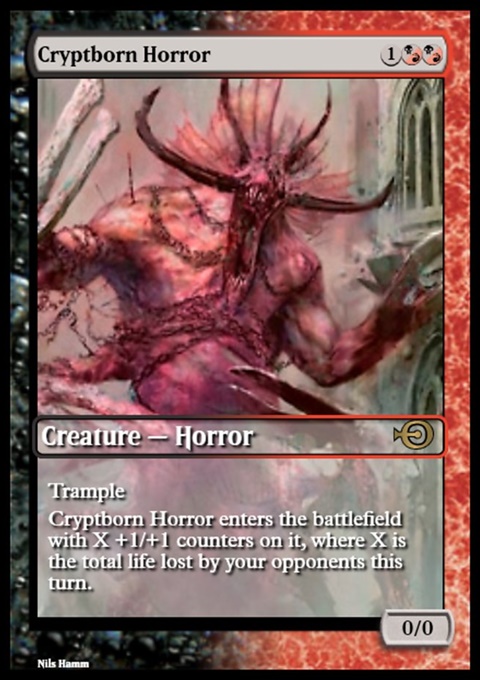 Cryptborn Horror 1
Creature — Horror
Trample
Cryptborn Horror enters the battlefield
with X +1/+1 counters on it, where X is
the total life lost by your opponents this
turn.
0/0
Nils Hamm